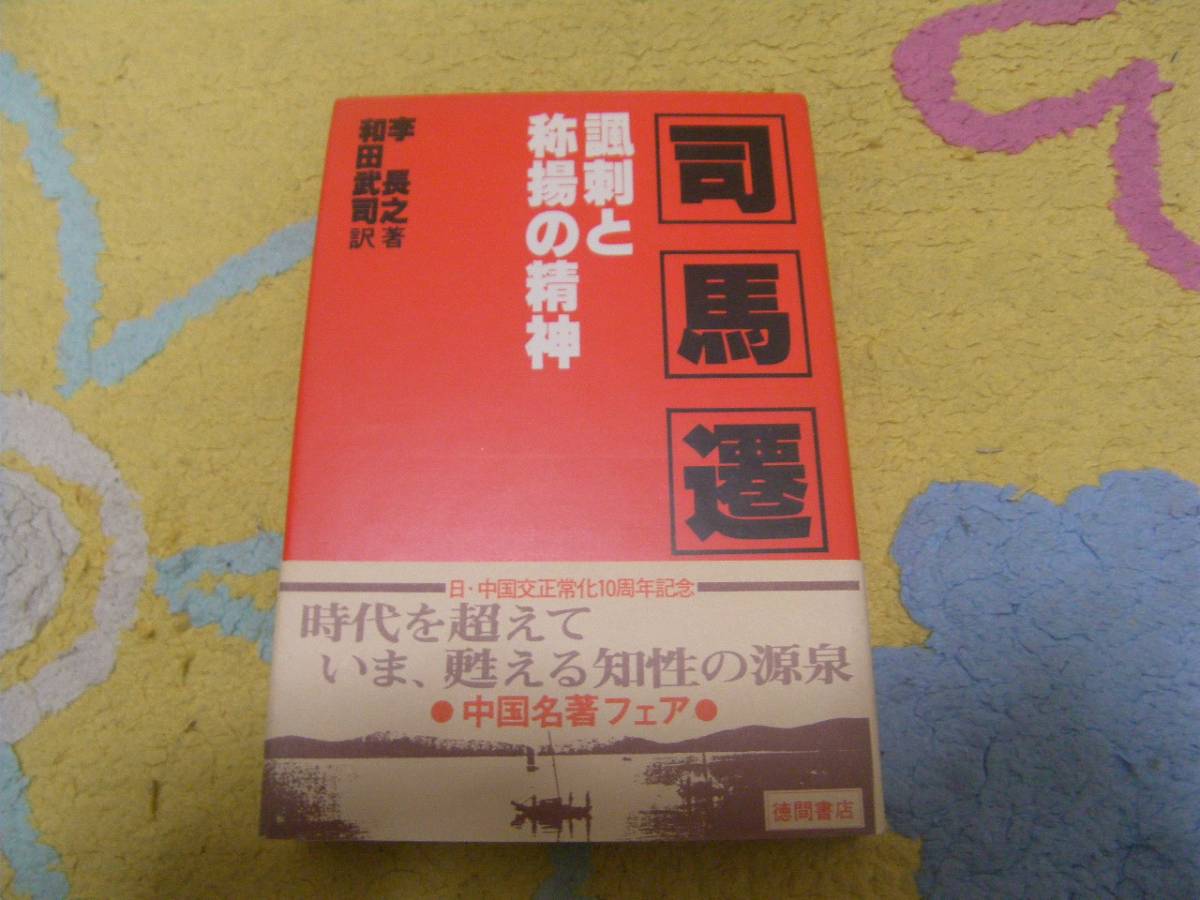 司馬遷
諷刺と
称揚の精神
李長之著
和田武司訳
日・中国交正常化10周年記念
時代を超えて
いま、甦える知性の源泉
●中国名著フェア●
徳間書店